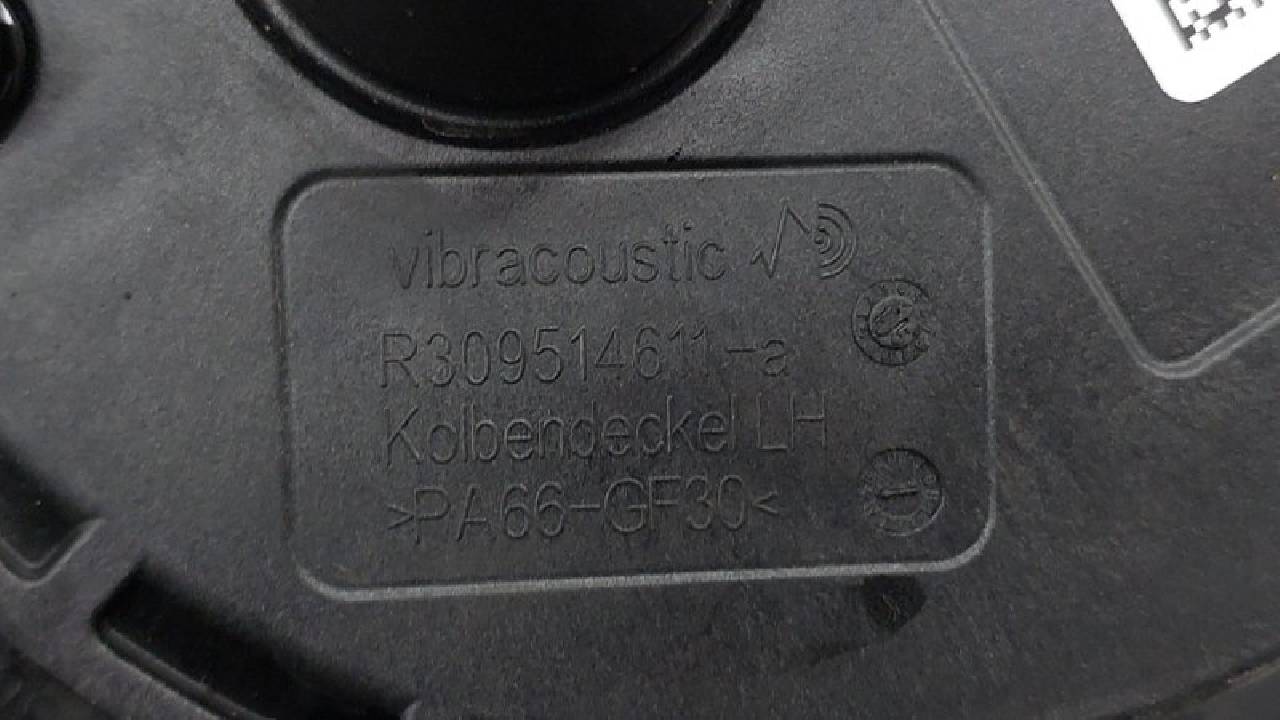 vibracoustic
R309514611-a
Kolbendeckel LH
>PA66-GF30<